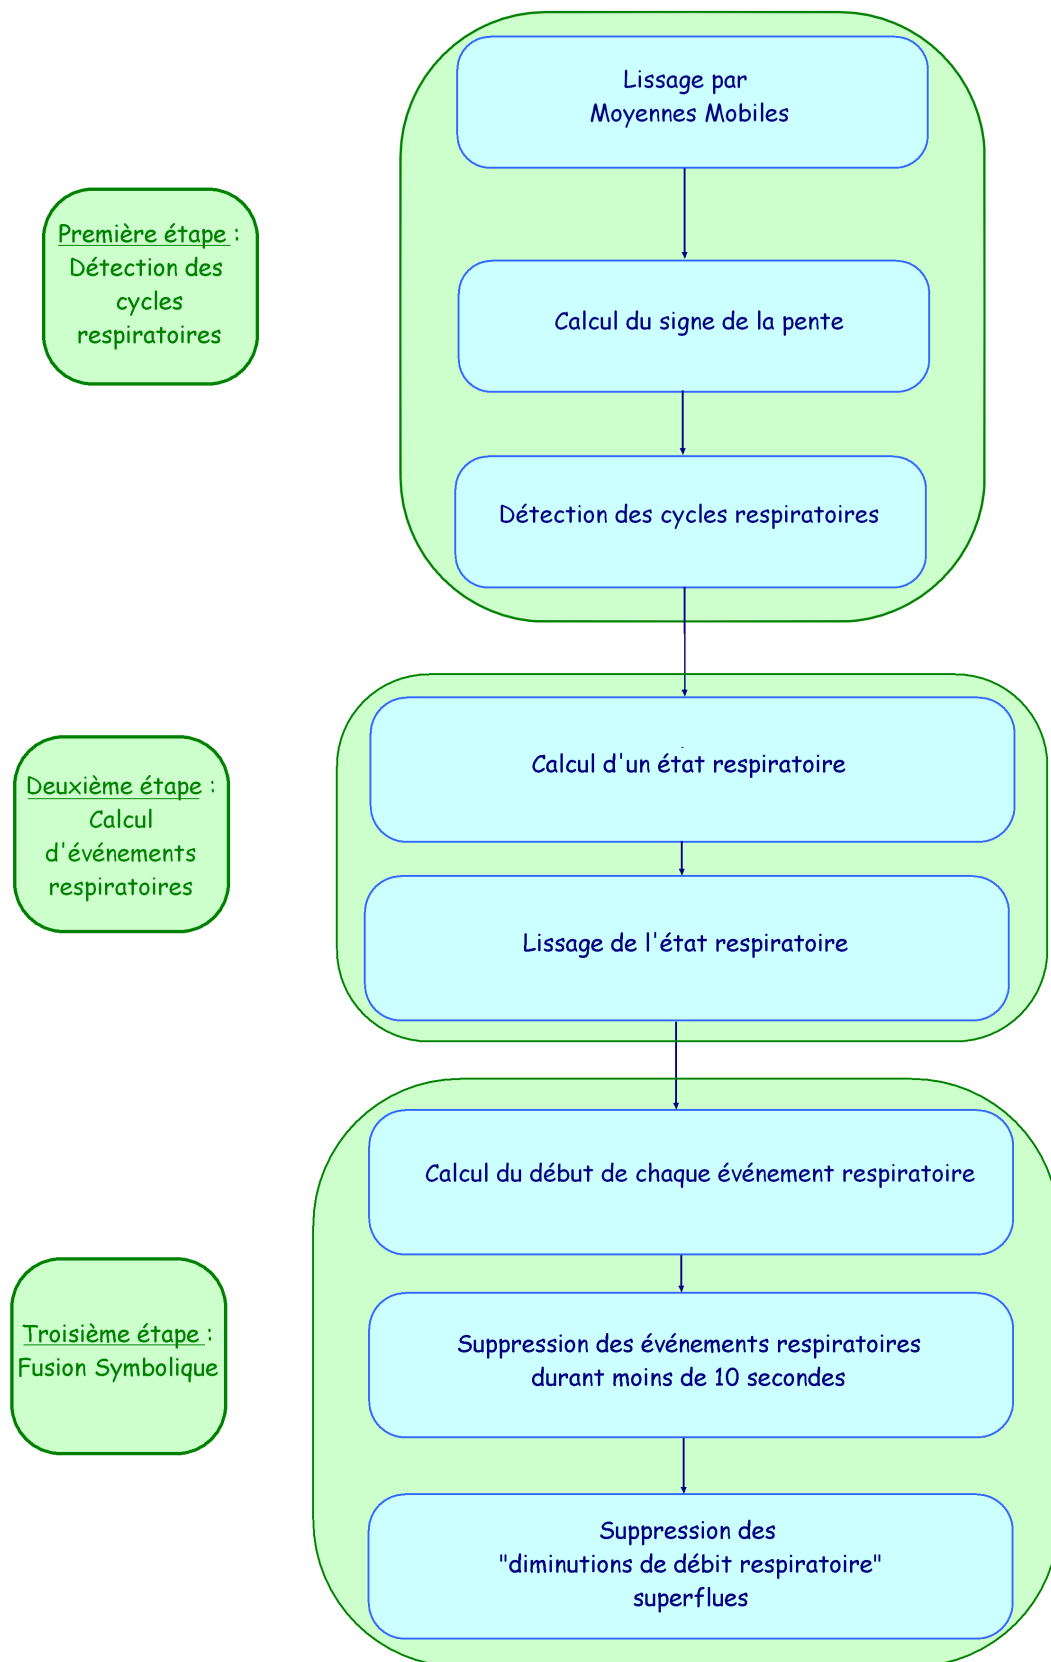 Lissage par
Moyennes Mobiles
Première étape :
Détection des
cycles
respiratoires
Calcul du signe de la pente
Détection des cycles respiratoires
Deuxième étape :
Calcul
d'événements
respiratoires
Calcul d'un état respiratoire
Lissage de l'état respiratoire
Calcul du début de chaque événement respiratoire
Troisième étape :
Fusion Symbolique
Suppression des événements respiratoires
durant moins de 10 secondes
Suppression des
"diminutions de débit respiratoire"
superflues